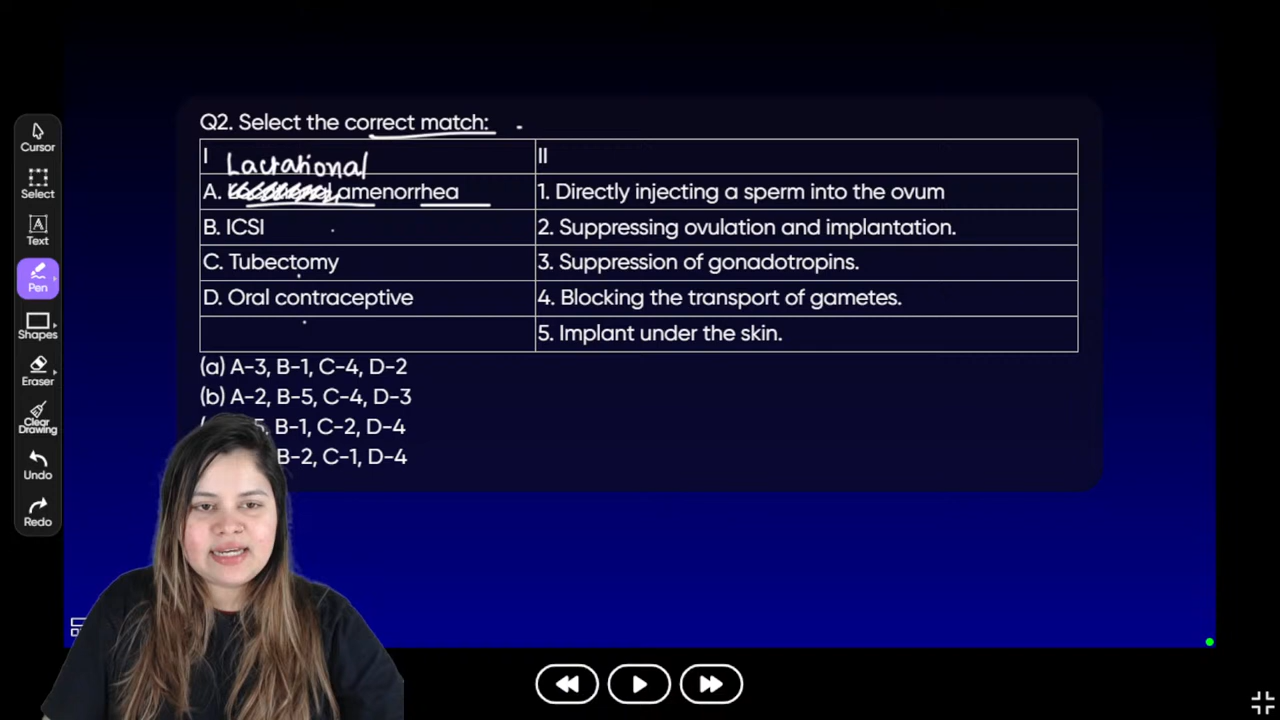 Cursor
Select
Text
Pen
Shapes
Eraser
Clear
Drawing
Undo
Redo
Q2. Select the correct match:
I
II
Lactational
A. amenorrhea
1. Directly injecting a sperm into the ovum
B. ICSI
2. Suppressing ovulation and implantation.
C. Tubectomy
3. Suppression of gonadotropins.
D. Oral contraceptive
4. Blocking the transport of gametes.
5. Implant under the skin.
(a) A-3, B-1, C-4, D-2
(b) A-2, B-5, C-4, D-3
B-1, C-2, D-4
B-2, C-1, D-4